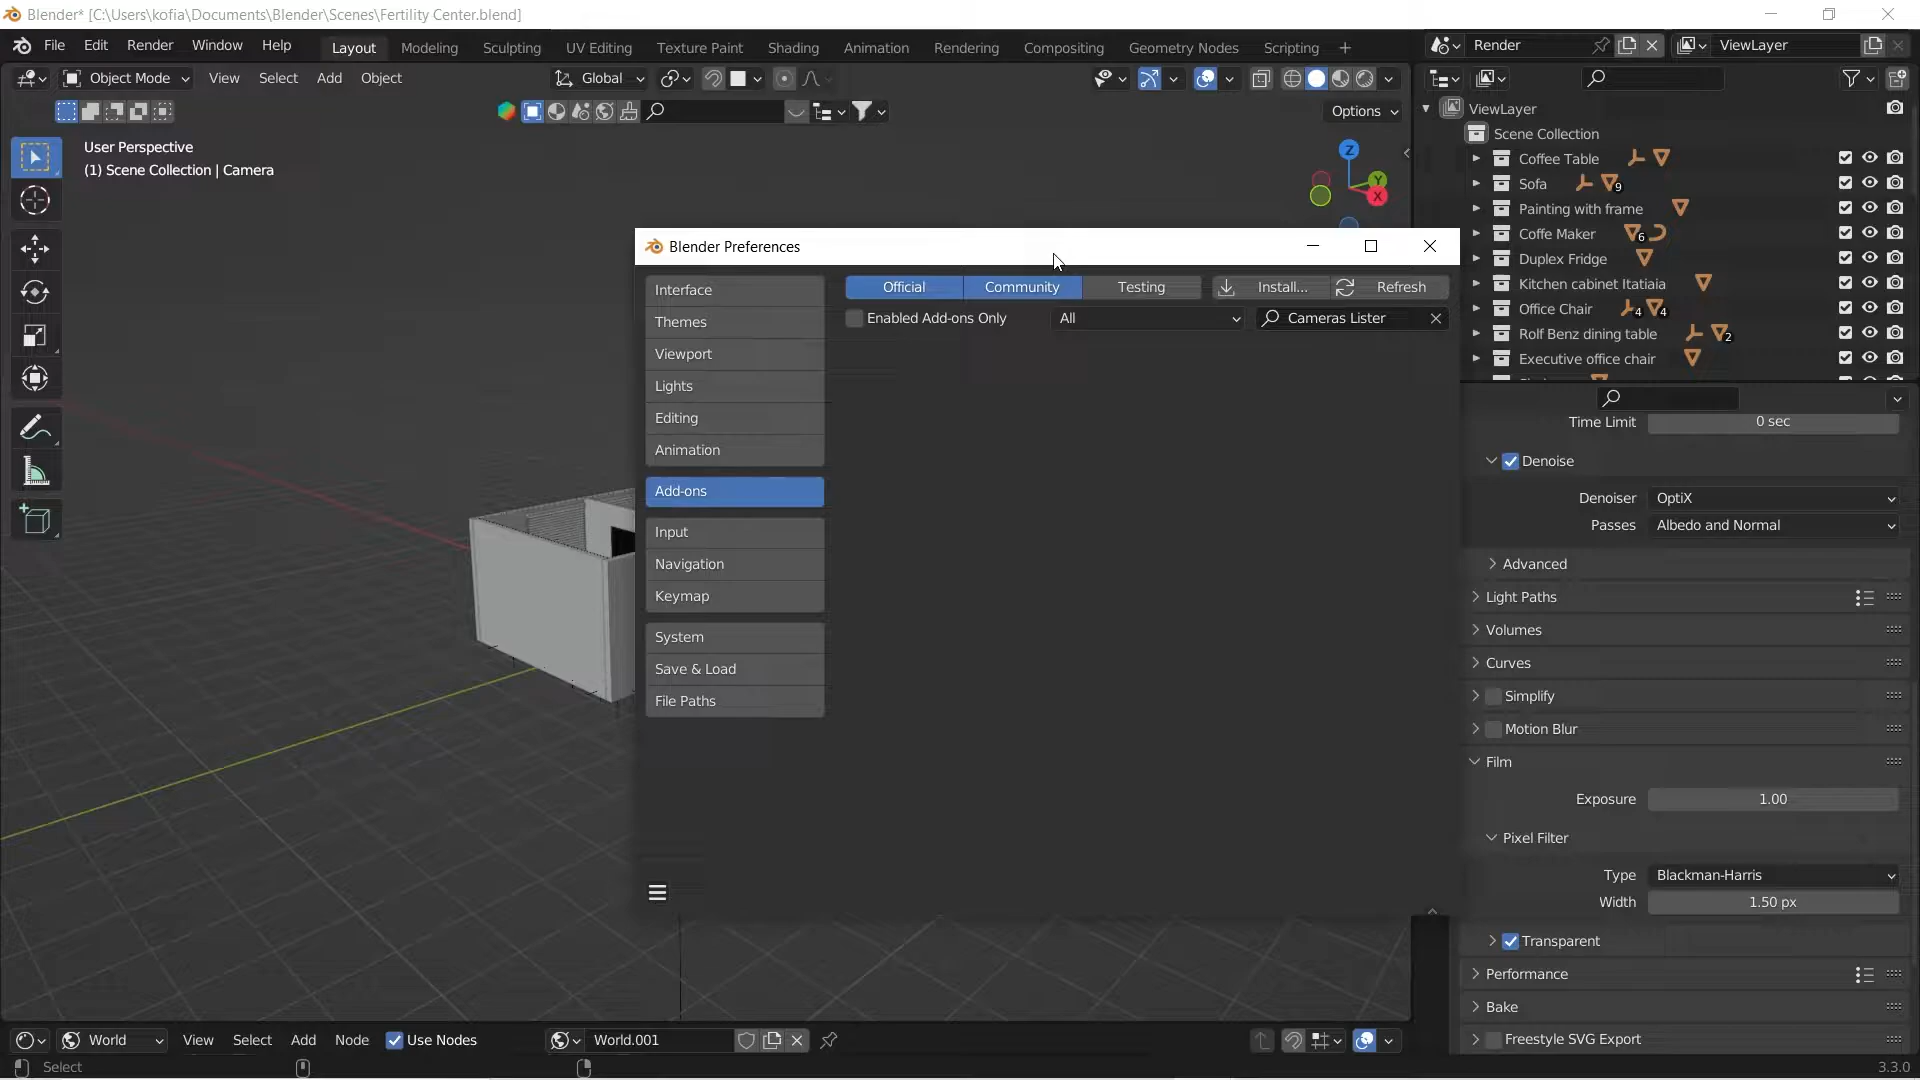 Blender* [C:\Users\kofia\Documents\Blender\Scenes\Fertility Center.blend]
File Edit Render Window Help Layout Modeling Sculpting UV Editing Texture Paint Shading Animation Rendering Compositing Geometry Nodes Scripting + Render ViewLayer
Object Mode View Select Add Object Global
Options
User Perspective
(1) Scene Collection | Camera
Z
Y
X
ViewLayer
Scene Collection
Coffee Table
Sofa 9
Painting with frame
Coffe Maker 6
Duplex Fridge
Kitchen cabinet Itatiaia
Office Chair 4 4
Rolf Benz dining table 2
Executive office chair
Blender Preferences
Interface
Themes
Viewport
Lights
Editing
Animation
Add-ons
Input
Navigation
Keymap
System
Save & Load
File Paths
Official Community Testing Install... Refresh
Enabled Add-ons Only All Cameras Lister
Time Limit 0 sec
Denoise
Denoiser OptiX
Passes Albedo and Normal
Advanced
Light Paths
Volumes
Curves
Simplify
Motion Blur
Film
Exposure 1.00
Pixel Filter
Type Blackman-Harris
Width 1.50 px
Transparent
Performance
Bake
Freestyle SVG Export
World View Select Add Node Use Nodes World.001
Select 3.3.0